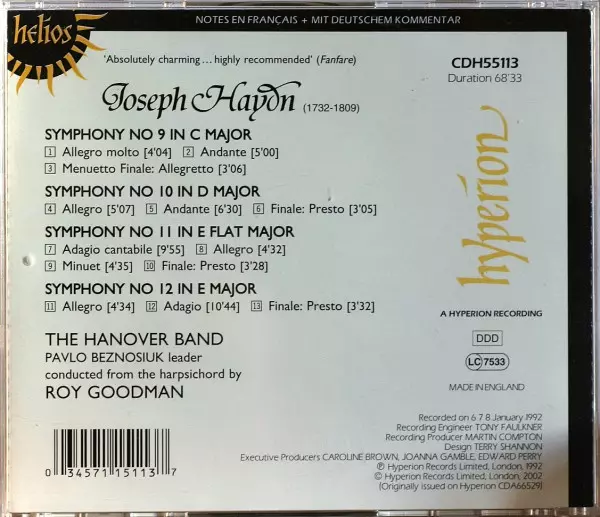 NOTES EN FRANÇAIS + MIT DEUTSCHEM KOMMENTAR
helios
'Absolutely charming ... highly recommended' (Fanfare)
CDH55113
Duration 68'33
Joseph Haydn (1732-1809)
SYMPHONY NO 9 IN C MAJOR
1 Allegro molto [4'04] 2 Andante [5'00]
3 Menuetto Finale: Allegretto [3'06]
SYMPHONY NO 10 IN D MAJOR
4 Allegro [5'07] 5 Andante [6'30] 6 Finale: Presto [3'05]
SYMPHONY NO 11 IN E FLAT MAJOR
7 Adagio cantabile [9'55] 8 Allegro [4'32]
9 Minuet [4'35] 10 Finale: Presto [3'28]
SYMPHONY NO 12 IN E MAJOR
11 Allegro [4'34] 12 Adagio [10'44] 13 Finale: Presto [3'32]
hyperion
A HYPERION RECORDING
DDD
LC 7533
MADE IN ENGLAND
THE HANOVER BAND
PAVLO BEZNOSIUK leader
conducted from the harpsichord by
ROY GOODMAN
Recorded on 6 7 8 January 1992
Recording Engineer TONY FAULKNER
Recording Producer MARTIN COMPTON
Design TERRY SHANNON
Executive Producers CAROLINE BROWN, JOANNA GAMBLE, EDWARD PERRY
℗ Hyperion Records Limited, London, 1992
© Hyperion Records Limited, London, 2002
(Originally issued on Hyperion CDA66529)
0 34571 15113 7